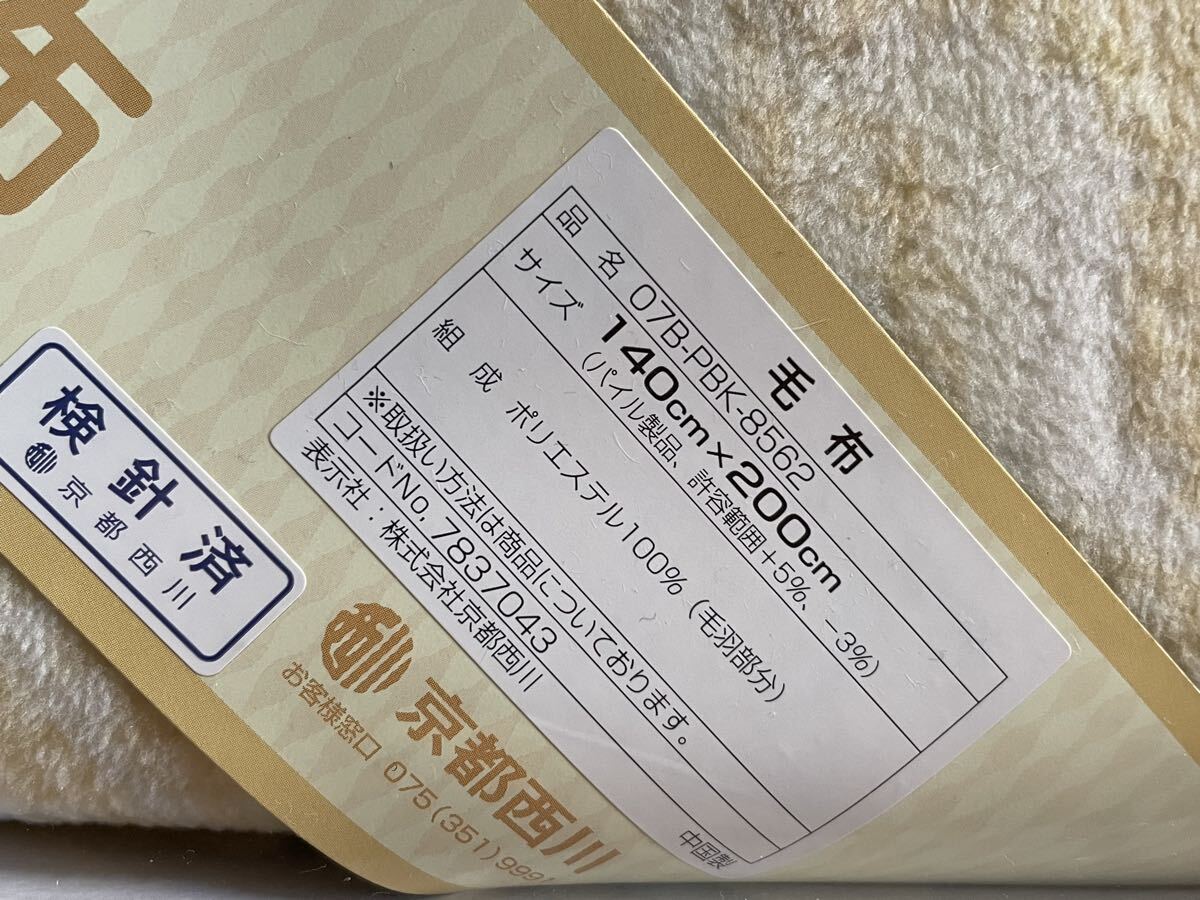 布
毛布
品名 07B-PBK-8562
サイズ 140cm×200cm
(パイル製品、許容範囲+5%、-3%)
組成 ポリエステル100% (毛羽部分)
※取扱い方法は商品についております。
コードNo. 7837043
表示社:株式会社京都西川
中国製
検針済
京都西川
西川
京都西川
お客様窓口 075(351)999